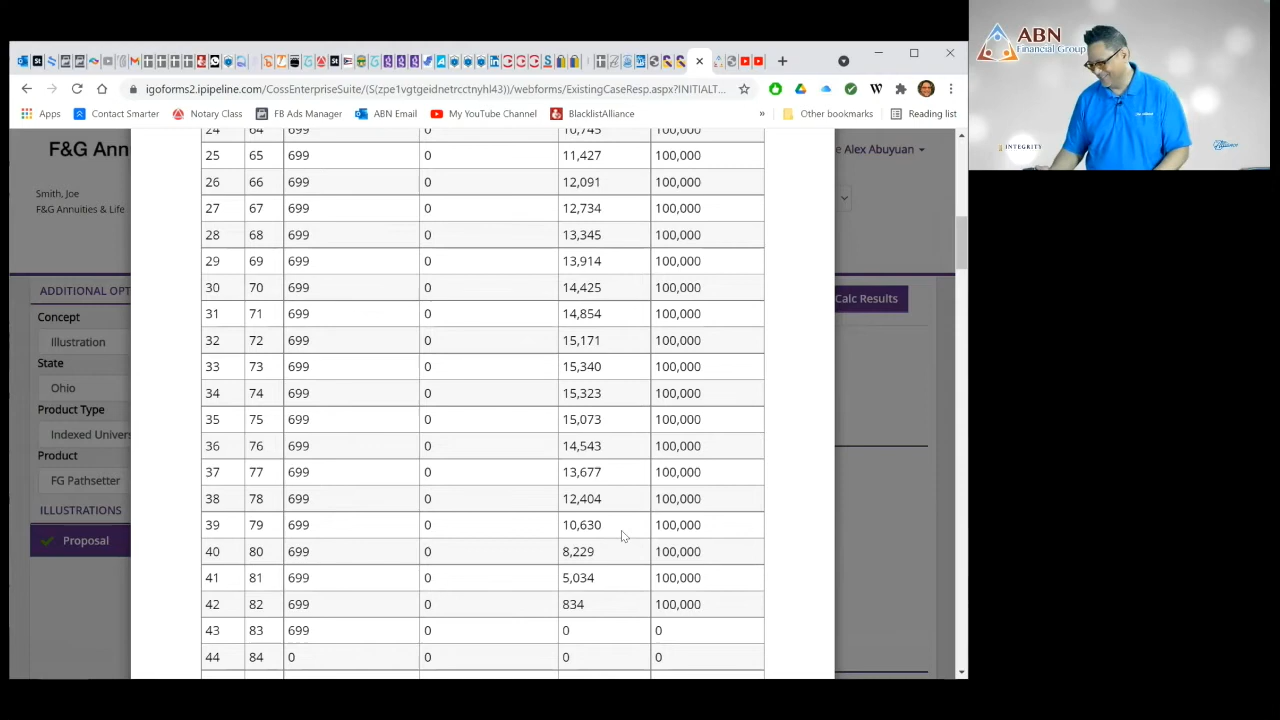 ABN
Financial Group
INTEGRITY
igoforms2.ipipeline.com/CossEnterpriseSuite/(S(zpe1vgtgeidnetrcctnyhl43))/webforms/ExistingCaseResp.aspx?INITIALT...
Apps Contact Smarter Notary Class FB Ads Manager ABN Email My YouTube Channel BlacklistAlliance » Other bookmarks Reading list
F&G Ann
e Alex Abuyuan
Smith, Joe
F&G Annuities & Life
ADDITIONAL OPT
Calc Results
Concept
Illustration
State
Ohio
Product Type
Indexed Univers
Product
FG Pathsetter
ILLUSTRATIONS
Proposal
24 64 699 0 10,745 100,000
25 65 699 0 11,427 100,000
26 66 699 0 12,091 100,000
27 67 699 0 12,734 100,000
28 68 699 0 13,345 100,000
29 69 699 0 13,914 100,000
30 70 699 0 14,425 100,000
31 71 699 0 14,854 100,000
32 72 699 0 15,171 100,000
33 73 699 0 15,340 100,000
34 74 699 0 15,323 100,000
35 75 699 0 15,073 100,000
36 76 699 0 14,543 100,000
37 77 699 0 13,677 100,000
38 78 699 0 12,404 100,000
39 79 699 0 10,630 100,000
40 80 699 0 8,229 100,000
41 81 699 0 5,034 100,000
42 82 699 0 834 100,000
43 83 699 0 0 0
44 84 0 0 0 0